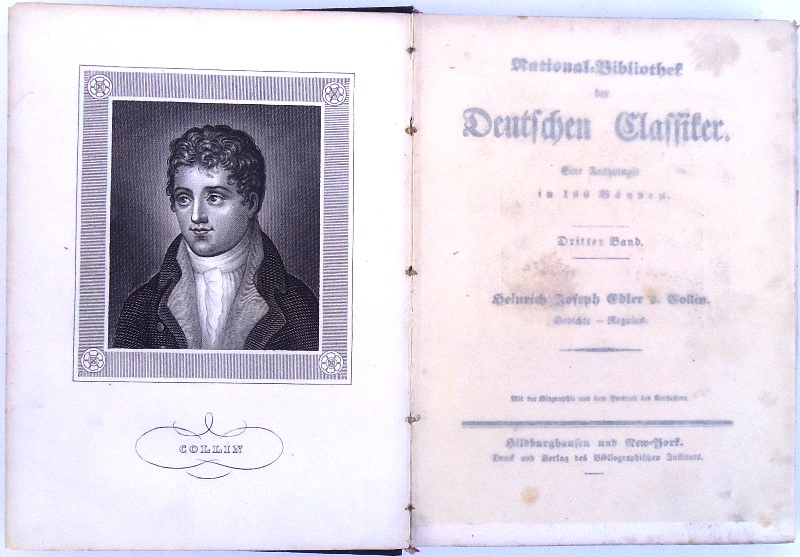 COLLIN
National-Bibliothek
der
Deutschen Classiker.
Eine Anthologie
in 100 Bänden.
Dritter Band.
Heinrich Joseph Edler v. Collin.
Gedichte – Regulus.
Mit der Biographie und dem Portrait des Verfassers.
Hildburghausen und New-York.
Druck und Verlag des Bibliographischen Instituts.